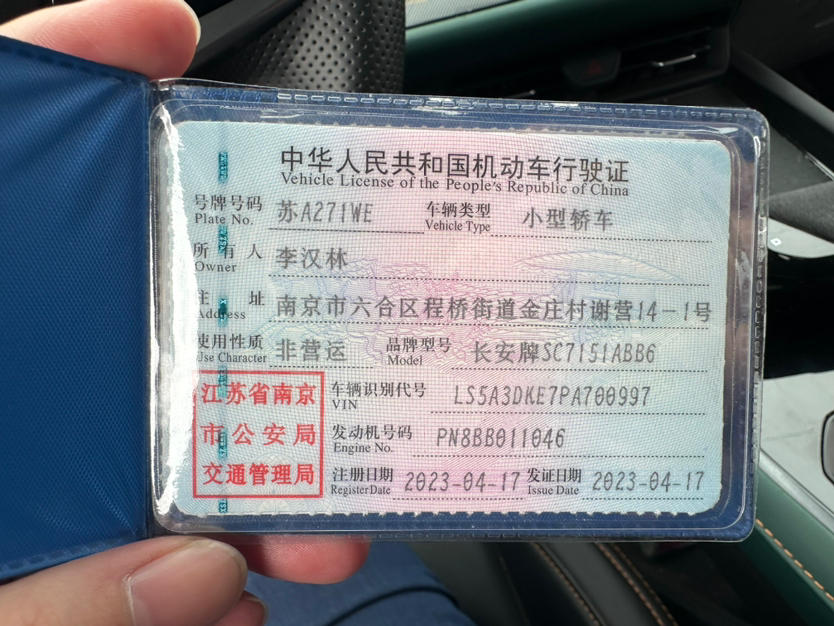 中华人民共和国机动车行驶证
Vehicle License of the People's Republic of China
号牌号码 苏A271WE 车辆类型 小型轿车
Plate No. Vehicle Type
所有人 李汉林
Owner
住址 南京市六合区程桥街道金庄村谢营14-1号
Address
使用性质 非营运 品牌型号 长安牌SC7151ABB6
Use Character Model
江苏省南京
市公安局
交通管理局
车辆识别代号 LS5A3DKE7PA700997
VIN
发动机号码 PN8BB011046
Engine No.
注册日期 2023-04-17 发证日期 2023-04-17
Register Date Issue Date